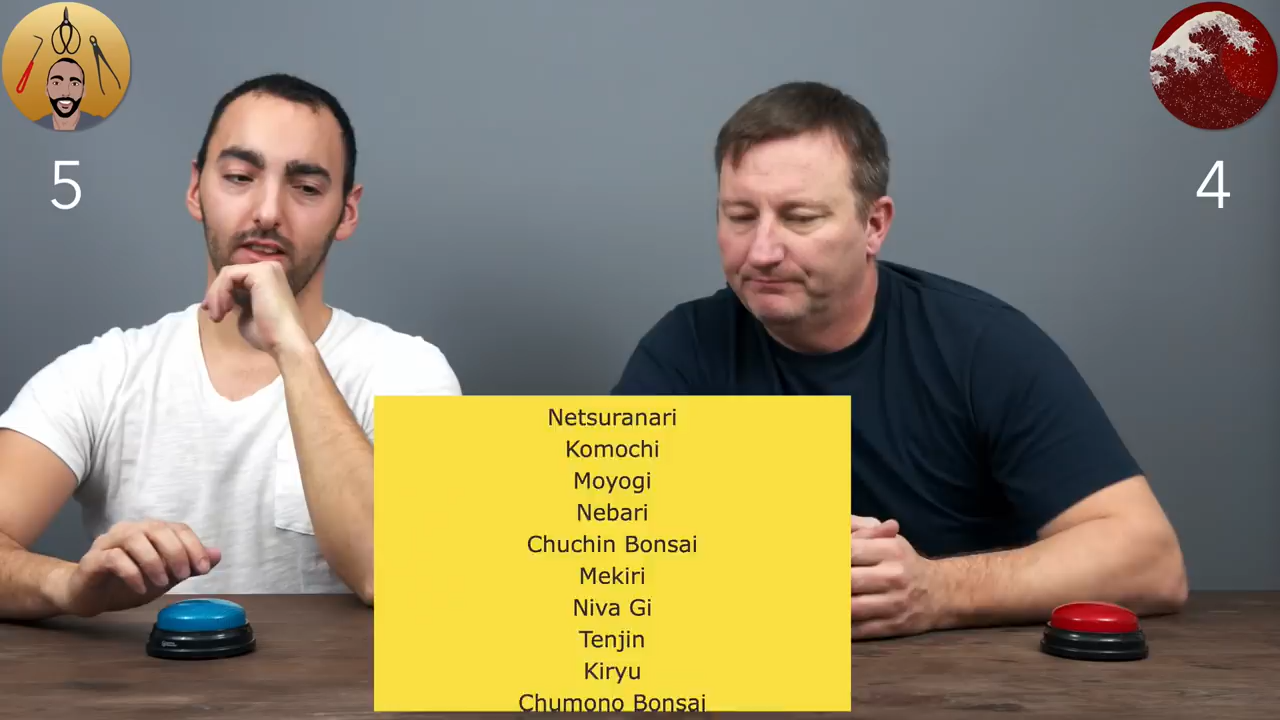 5
4
Netsuranari
Komochi
Moyogi
Nebari
Chuchin Bonsai
Mekiri
Niva Gi
Tenjin
Kiryu
Chumono Bonsai